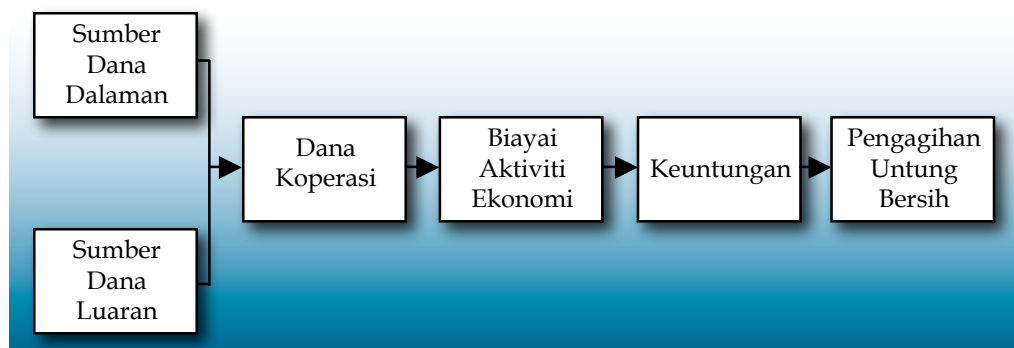 Sumber
Dana
Dalaman
Sumber
Dana
Luaran
Dana
Koperasi
Biayai
Aktiviti
Ekonomi
Keuntungan
Pengagihan
Untung
Bersih